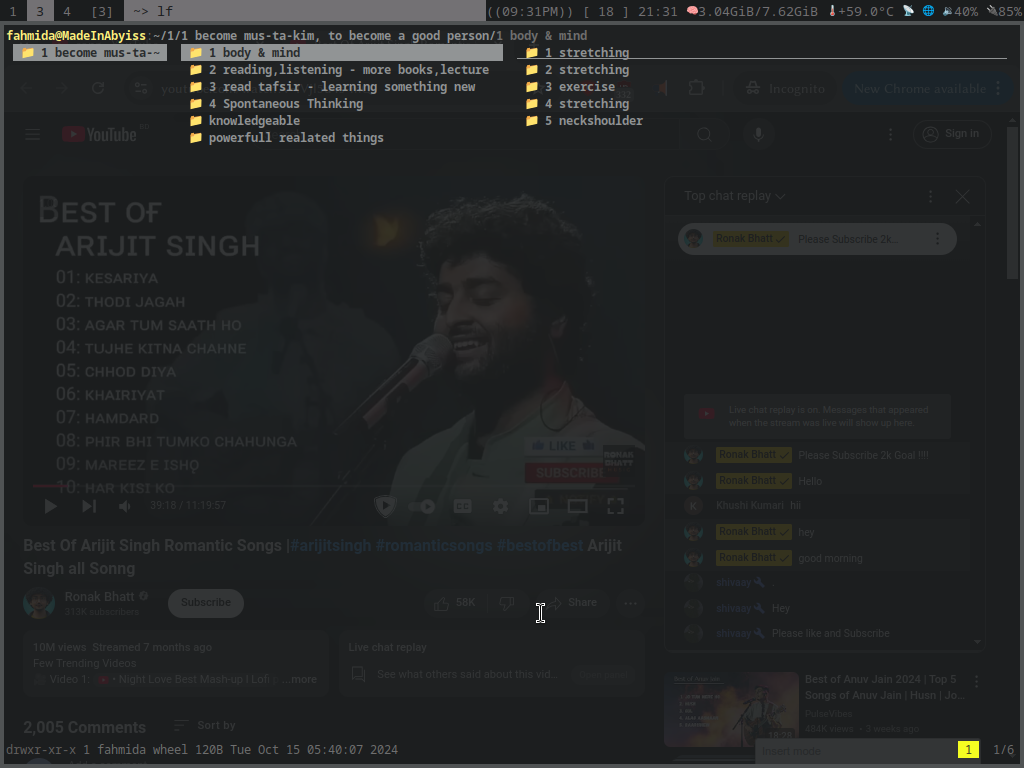 1 3 4 [3] ~> lf ((09:31PM)) [ 18 ] 21:31 3.04GiB/7.62GiB +59.0°C 40% 85%
fahmida@MadeInAbyiss:~/1/1 become mus-ta-kim, to become a good person/1 body & mind
1 become mus-ta-~
1 body & mind
2 reading,listening - more books,lecture
3 read tafsir - learning something new
4 Spontaneous Thinking
knowledgeable
powerfull realated things
1 stretching
2 stretching
3 exercise
4 stretching
5 neckshoulder
Incognito
New Chrome available
YouTube
Sign in
BEST OF
ARIJIT SINGH
01: KESARIYA
02: THODI JAGAH
03: AGAR TUM SAATH HO
04: TUJHE KITNA CHAHNE
05: CHHOD DIYA
06: KHAIRIYAT
07: HAMDARD
08: PHIR BHI TUMKO CHAHUNGA
09: MAREEZ E ISHQ
10: HAR KISI KO
LIKE
SUBSCRIBE
RONAK
BHATT
39:18 / 11:19:57
Top chat replay
Ronak Bhatt Please Subscribe 2k...
Live chat replay is on. Messages that appeared
when the stream was live will show up here.
Ronak Bhatt Please Subscribe 2k Goal !!!!
Ronak Bhatt Hello
K Khushi Kumari hii
Ronak Bhatt hey
Ronak Bhatt good morning
shivaay .
shivaay Hey
shivaay Please like and Subscribe
Best Of Arijit Singh Romantic Songs |#arijitsingh #romanticsongs #bestofbest Arijit
Singh all Sonng
Ronak Bhatt
313K subscribers
Subscribe
58K
Share
10M views Streamed 7 months ago
Few Trending Videos
Video 1: • Night Love Best Mash-up | Lofi ...more
Live chat replay
See what others said about this vid...
2,005 Comments
Sort by
Best of Anuv Jain 2024 | Top 5
Songs of Anuv Jain | Husn | Jo...
PulseVibes
884K views • 3 weeks ago
19:28
Insert mode
drwxr-xr-x 1 fahmida wheel 120B Tue Oct 15 05:40:07 2024 1 1/6